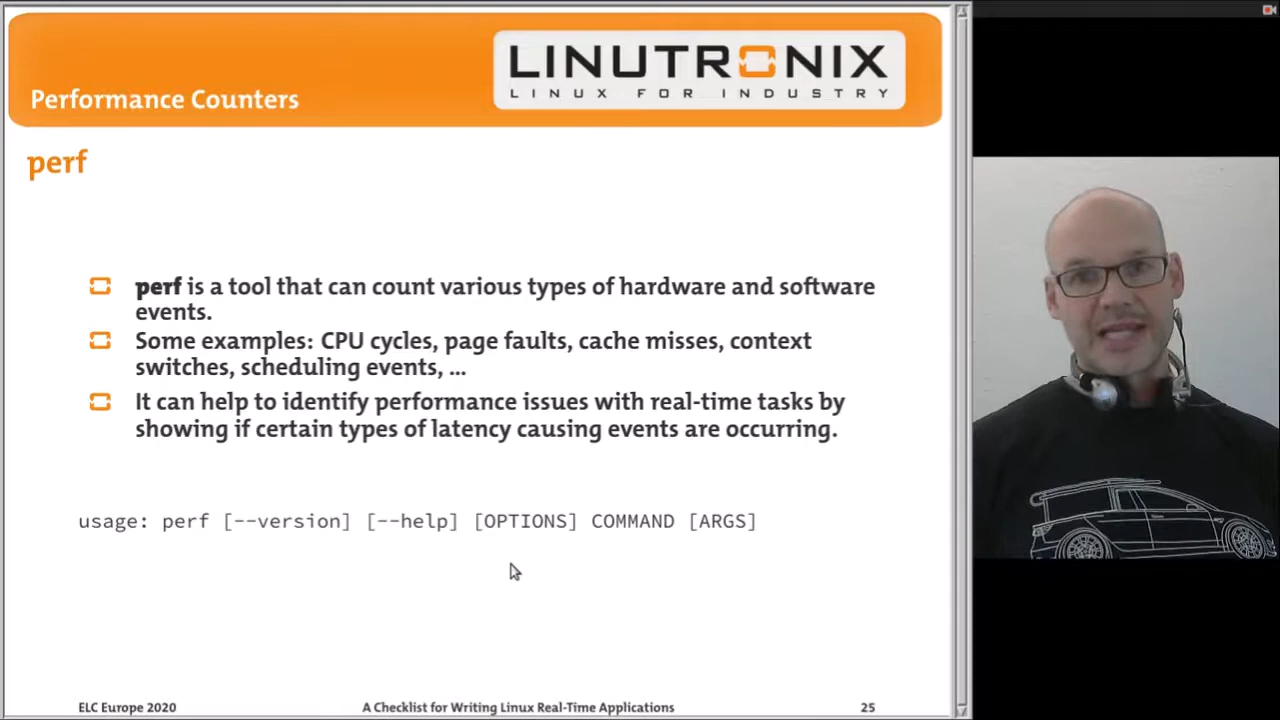 LINUTRONIX
LINUX FOR INDUSTRY
Performance Counters
perf
perf is a tool that can count various types of hardware and software
events.
Some examples: CPU cycles, page faults, cache misses, context
switches, scheduling events, ...
It can help to identify performance issues with real-time tasks by
showing if certain types of latency causing events are occurring.
usage: perf [--version] [--help] [OPTIONS] COMMAND [ARGS]
ELC Europe 2020
A Checklist for Writing Linux Real-Time Applications
25